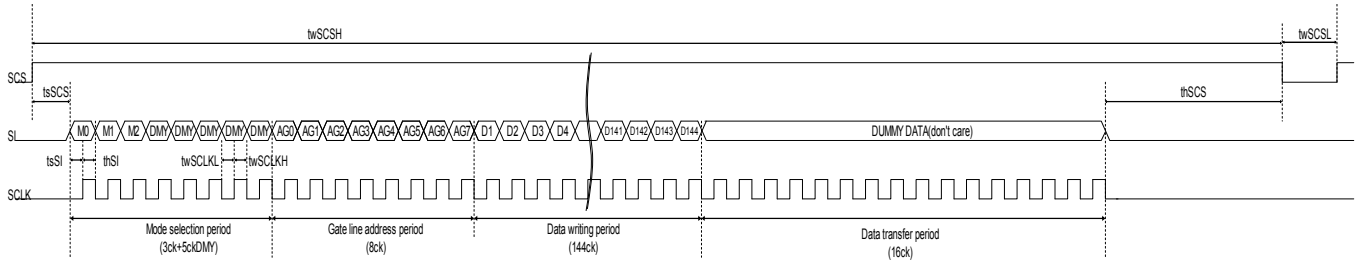 twSCSH
twSCSL
SCS
tsSCS
thSCS
SI
M0 M1 M2 DMY DMY DMY DMY DMY AG0 AG1 AG2 AG3 AG4 AG5 AG6 AG7 D1 D2 D3 D4 D141 D142 D143 D144 DUMMY DATA(don't care)
tsSI thSI twSCLKL twSCLKH
SCLK
Mode selection period
(3ck+5ckDMY)
Gate line address period
(8ck)
Data writing period
(144ck)
Data transfer period
(16ck)